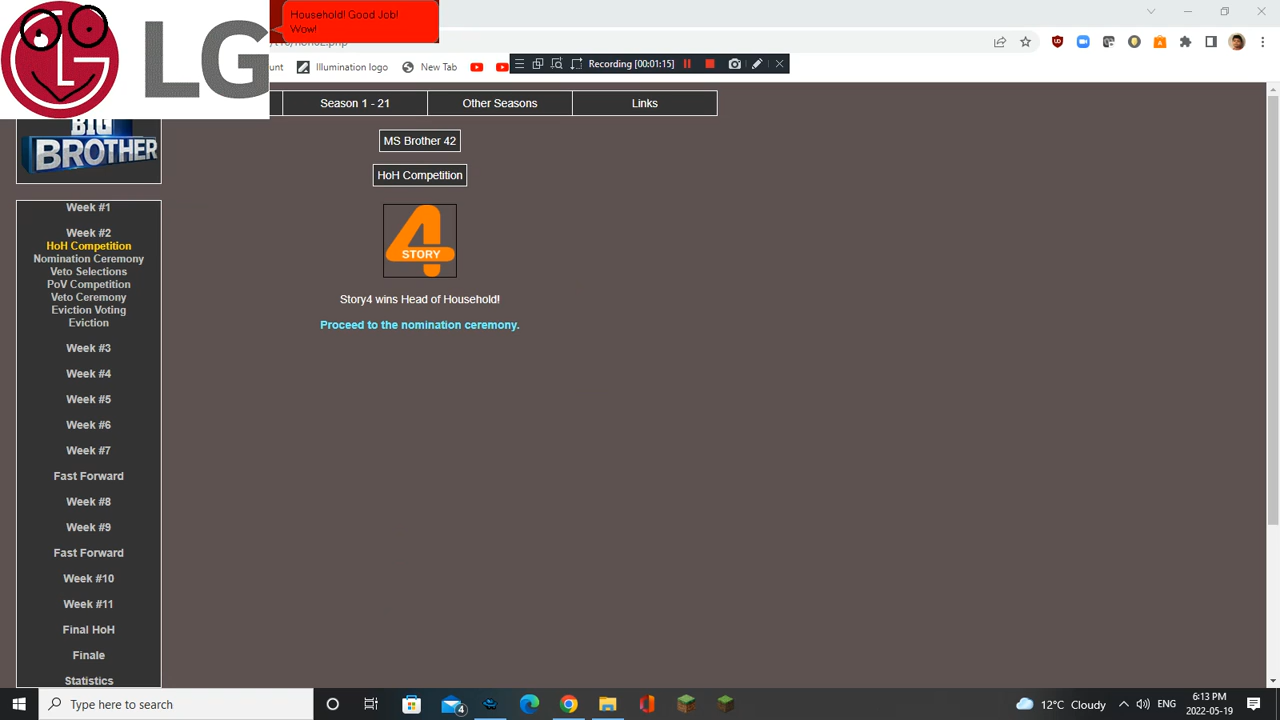 Household! Good Job!
Wow!
LG
LG
Illumination logo
New Tab
Recording [00:01:15]
Season 1 - 21
Other Seasons
Links
BIG
BROTHER
MS Brother 42
HoH Competition
4
STORY
Story4 wins Head of Household!
Proceed to the nomination ceremony.
Week #1
Week #2
HoH Competition
Nomination Ceremony
Veto Selections
PoV Competition
Veto Ceremony
Eviction Voting
Eviction
Week #3
Week #4
Week #5
Week #6
Week #7
Fast Forward
Week #8
Week #9
Fast Forward
Week #10
Week #11
Final HoH
Finale
Statistics
Type here to search
4
12°C Cloudy
ENG
6:13 PM
2022-05-19